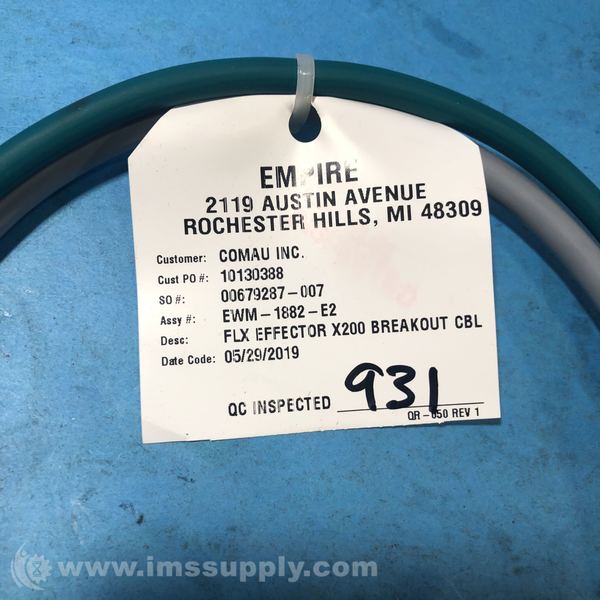 EMPIRE
2119 AUSTIN AVENUE
ROCHESTER HILLS, MI 48309
Customer: COMAU INC.
Cust PO #: 10130388
SO #: 00679287-007
Assy #: EWM-1882-E2
Desc: FLX EFFECTOR X200 BREAKOUT CBL
Date Code: 05/29/2019
QC INSPECTED 931
QR-050 REV 1
www.imssupply.com